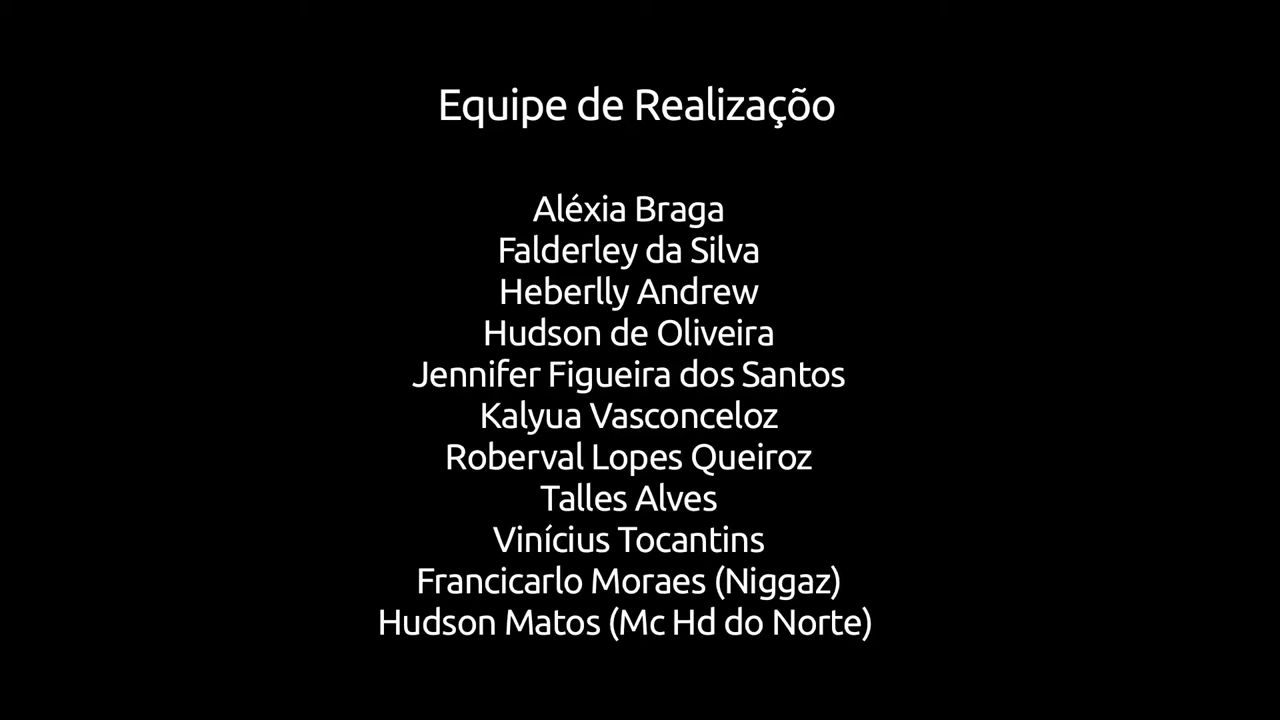 Equipe de Realizaçõo
Aléxia Braga
Falderley da Silva
Heberlly Andrew
Hudson de Oliveira
Jennifer Figueira dos Santos
Kalyua Vasconceloz
Roberval Lopes Queiroz
Talles Alves
Vinícius Tocantins
Francicarlo Moraes (Niggaz)
Hudson Matos (Mc Hd do Norte)